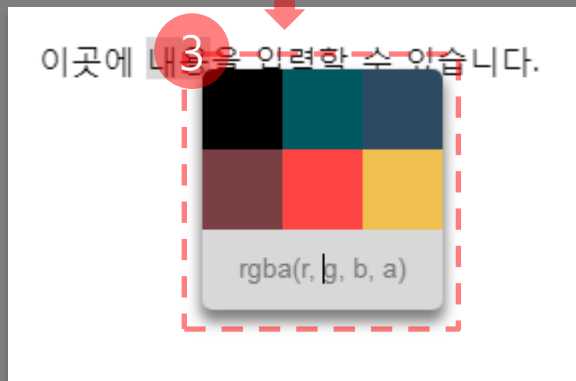 이곳에 내용을 입력할 수 있습니다.
3
rgba(r, g, b, a)